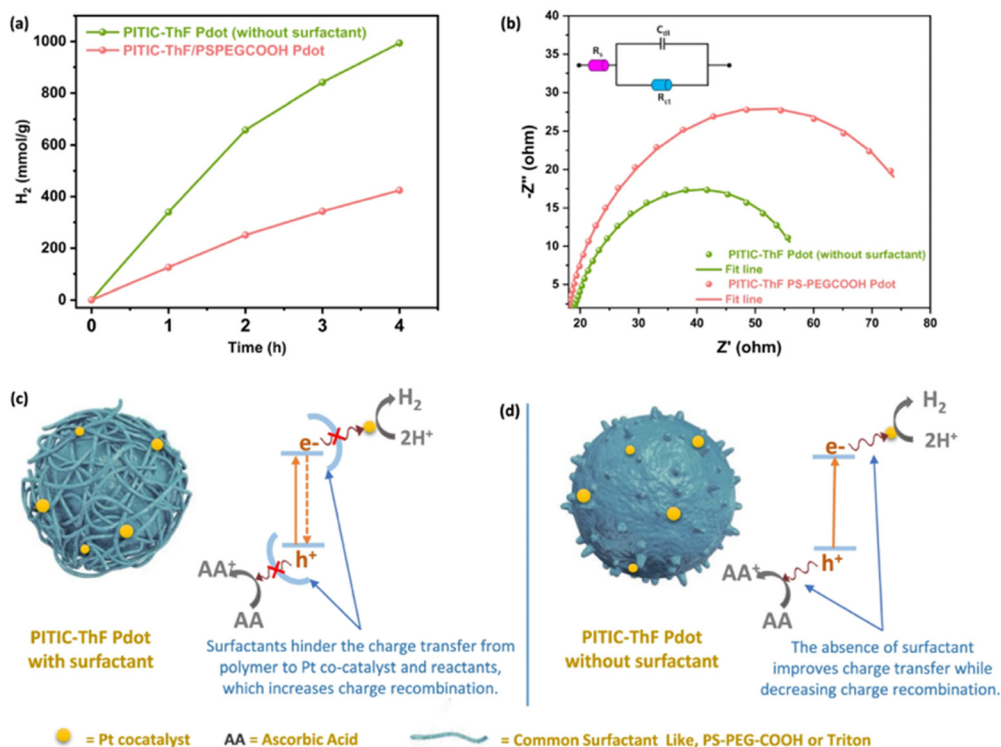 (a)
PITIC-ThF Pdot (without surfactant)
PITIC-ThF/PSPEGCOOH Pdot
H2 (mmol/g)
1000
800
600
400
200
0
0 1 2 3 4
Time (h)
(b)
Cdl
Rs
Rct
-Z'' (ohm)
40
35
30
25
20
15
10
5
PITIC-ThF Pdot (without surfactant)
Fit line
PITIC-ThF PS-PEGCOOH Pdot
Fit line
20 30 40 50 60 70 80
Z' (ohm)
(c)
H2
2H+
e-
h+
AA+
AA
PITIC-ThF Pdot
with surfactant
Surfactants hinder the charge transfer from
polymer to Pt co-catalyst and reactants,
which increases charge recombination.
(d)
H2
2H+
e-
h+
AA+
AA
PITIC-ThF Pdot
without surfactant
The absence of surfactant
improves charge transfer while
decreasing charge recombination.
= Pt cocatalyst AA = Ascorbic Acid = Common Surfactant Like, PS-PEG-COOH or Triton